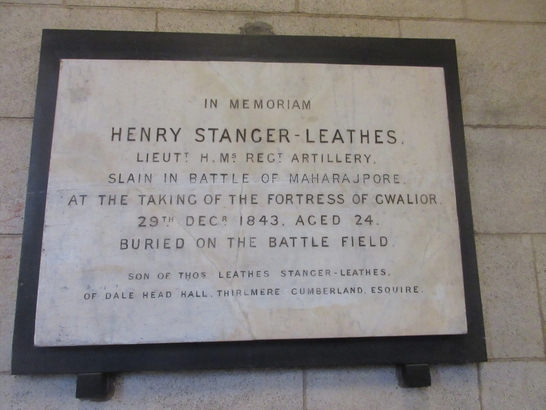 IN MEMORIAM
HENRY STANGER-LEATHES,
LIEUTT H.MS REGT ARTILLERY,
SLAIN IN BATTLE OF MAHARAJPORE,
AT THE TAKING OF THE FORTRESS OF GWALIOR.
29TH DECR 1843, AGED 24.
BURIED ON THE BATTLE FIELD.
SON OF THOS LEATHES STANGER-LEATHES,
OF DALE HEAD HALL, THIRLMERE CUMBERLAND, ESQUIRE.